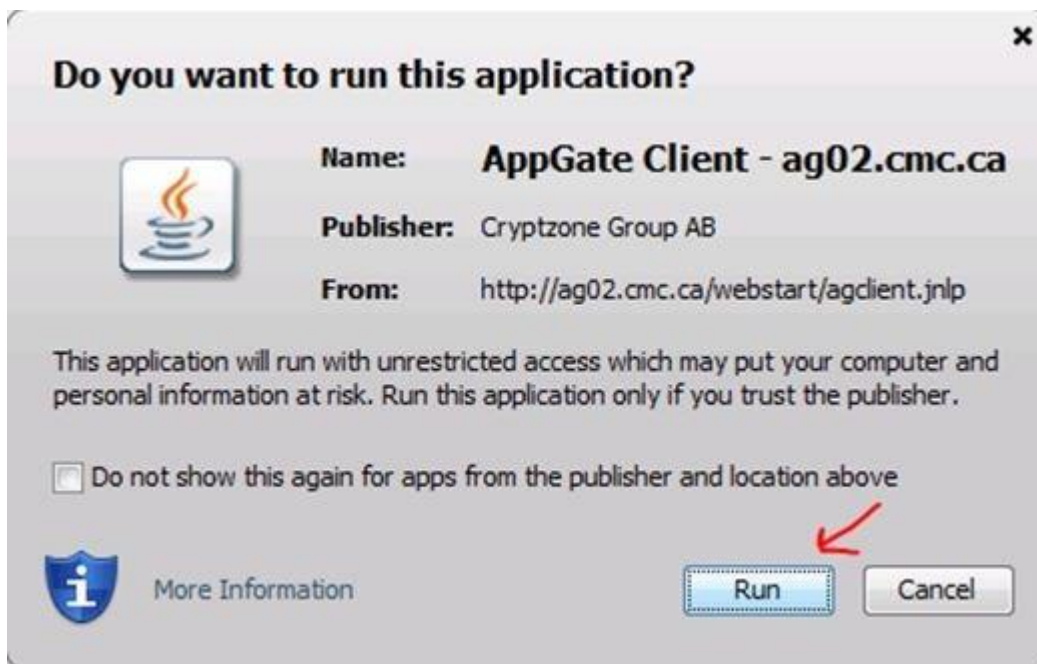 Do you want to run this application?
Name: AppGate Client - ag02.cmc.ca
Publisher: Cryptzone Group AB
From: http://ag02.cmc.ca/webstart/agclient.jnlp
This application will run with unrestricted access which may put your computer and
personal information at risk. Run this application only if you trust the publisher.
Do not show this again for apps from the publisher and location above
More Information
Run Cancel